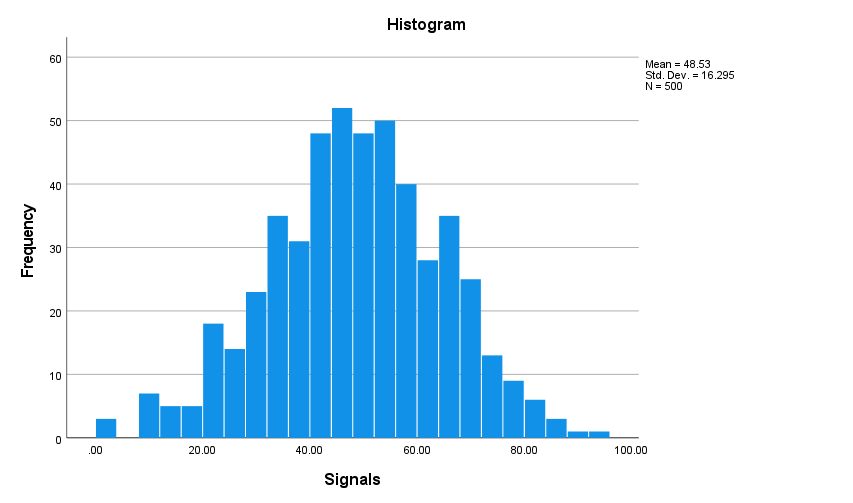 Histogram
Mean = 48.53
Std. Dev. = 16.295
N = 500
60
50
40
30
20
10
0
Frequency
.00 20.00 40.00 60.00 80.00 100.00
Signals